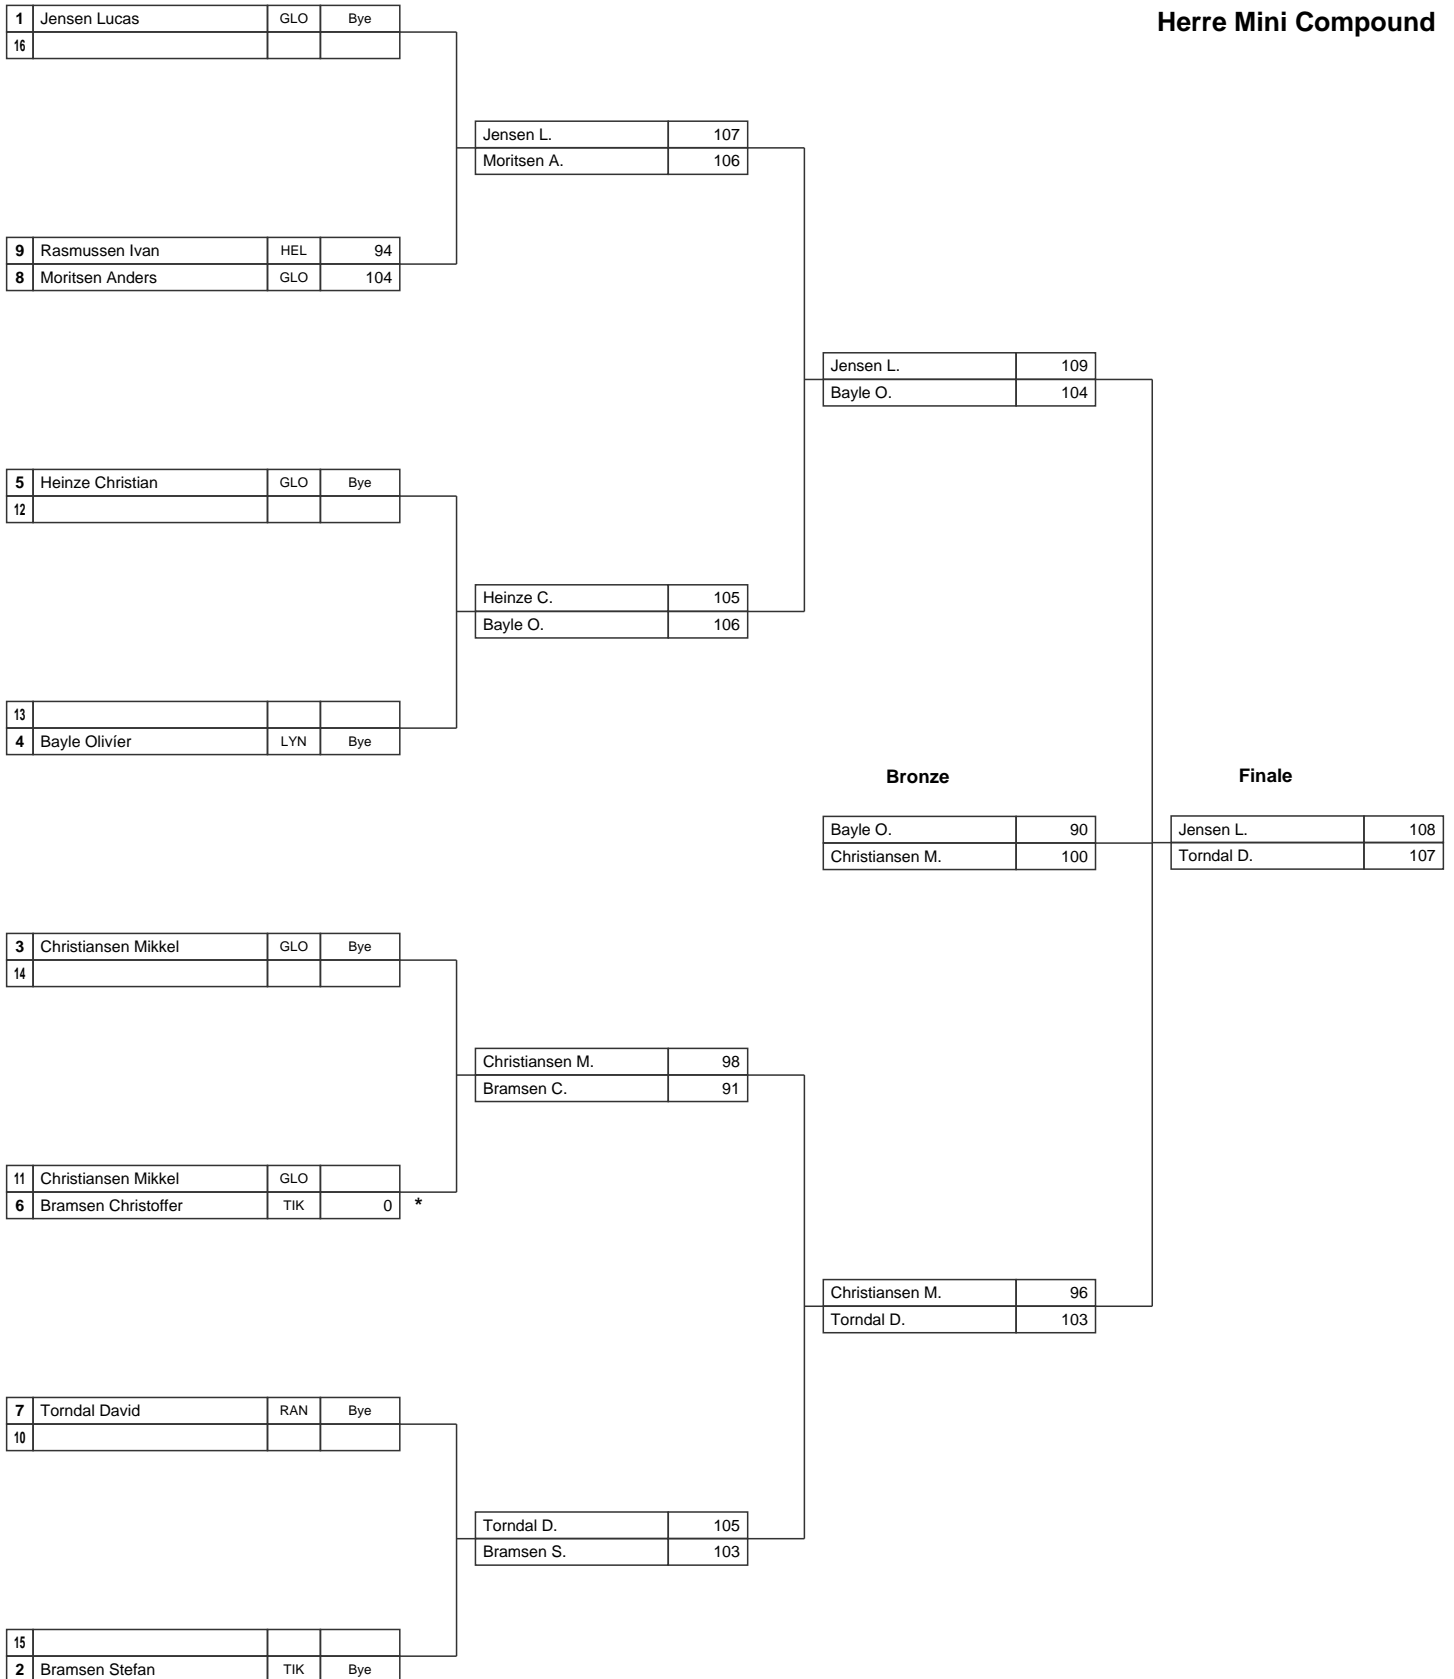 Herre Mini Compound
1 Jensen Lucas GLO Bye
16
Jensen L. 107
Moritsen A. 106
9 Rasmussen Ivan HEL 94
8 Moritsen Anders GLO 104
Jensen L. 109
Bayle O. 104
5 Heinze Christian GLO Bye
12
Heinze C. 105
Bayle O. 106
13
4 Bayle Olivíer LYN Bye
Bronze Finale
Bayle O. 90 Jensen L. 108
Christiansen M. 100 Torndal D. 107
3 Christiansen Mikkel GLO Bye
14
Christiansen M. 98
Bramsen C. 91
11 Christiansen Mikkel GLO
6 Bramsen Christoffer TIK 0 *
Christiansen M. 96
Torndal D. 103
7 Torndal David RAN Bye
10
Torndal D. 105
Bramsen S. 103
15
2 Bramsen Stefan TIK Bye